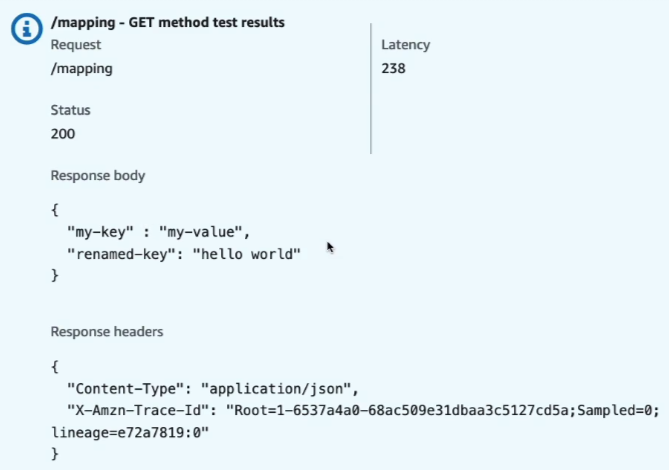 /mapping - GET method test results
Request
Latency
/mapping
238
Status
200
Response body
{
"my-key" : "my-value",
"renamed-key": "hello world"
}
Response headers
{
"Content-Type": "application/json",
"X-Amzn-Trace-Id": "Root=1-6537a4a0-68ac509e31dbaa3c5127cd5a;Sampled=0;
lineage=e72a7819:0"
}